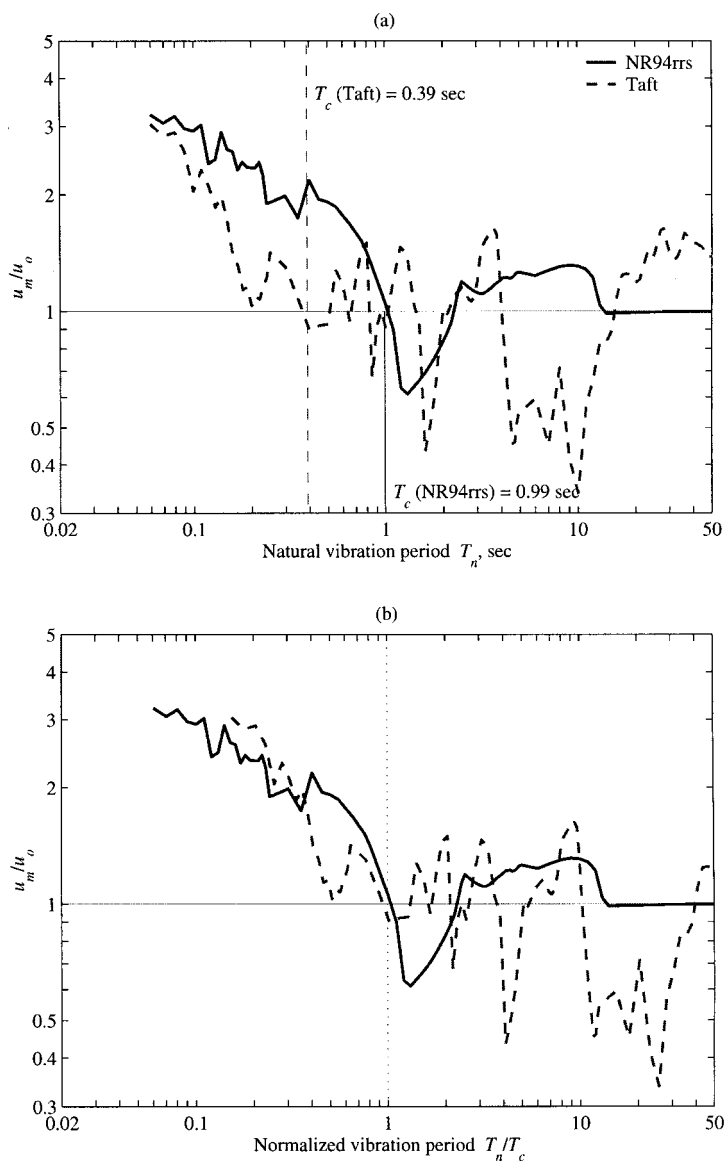 (a)
5
4
3
2
1
0.5
0.4
0.3
u_m/u_o
NR94rrs
Taft
T_c (Taft) = 0.39 sec
T_c (NR94rrs) = 0.99 sec
0.02
0.1
1
10
50
Natural vibration period T_n, sec
(b)
5
4
3
2
1
0.5
0.4
0.3
u_m/u_o
0.02
0.1
1
10
50
Normalized vibration period T_n/T_c